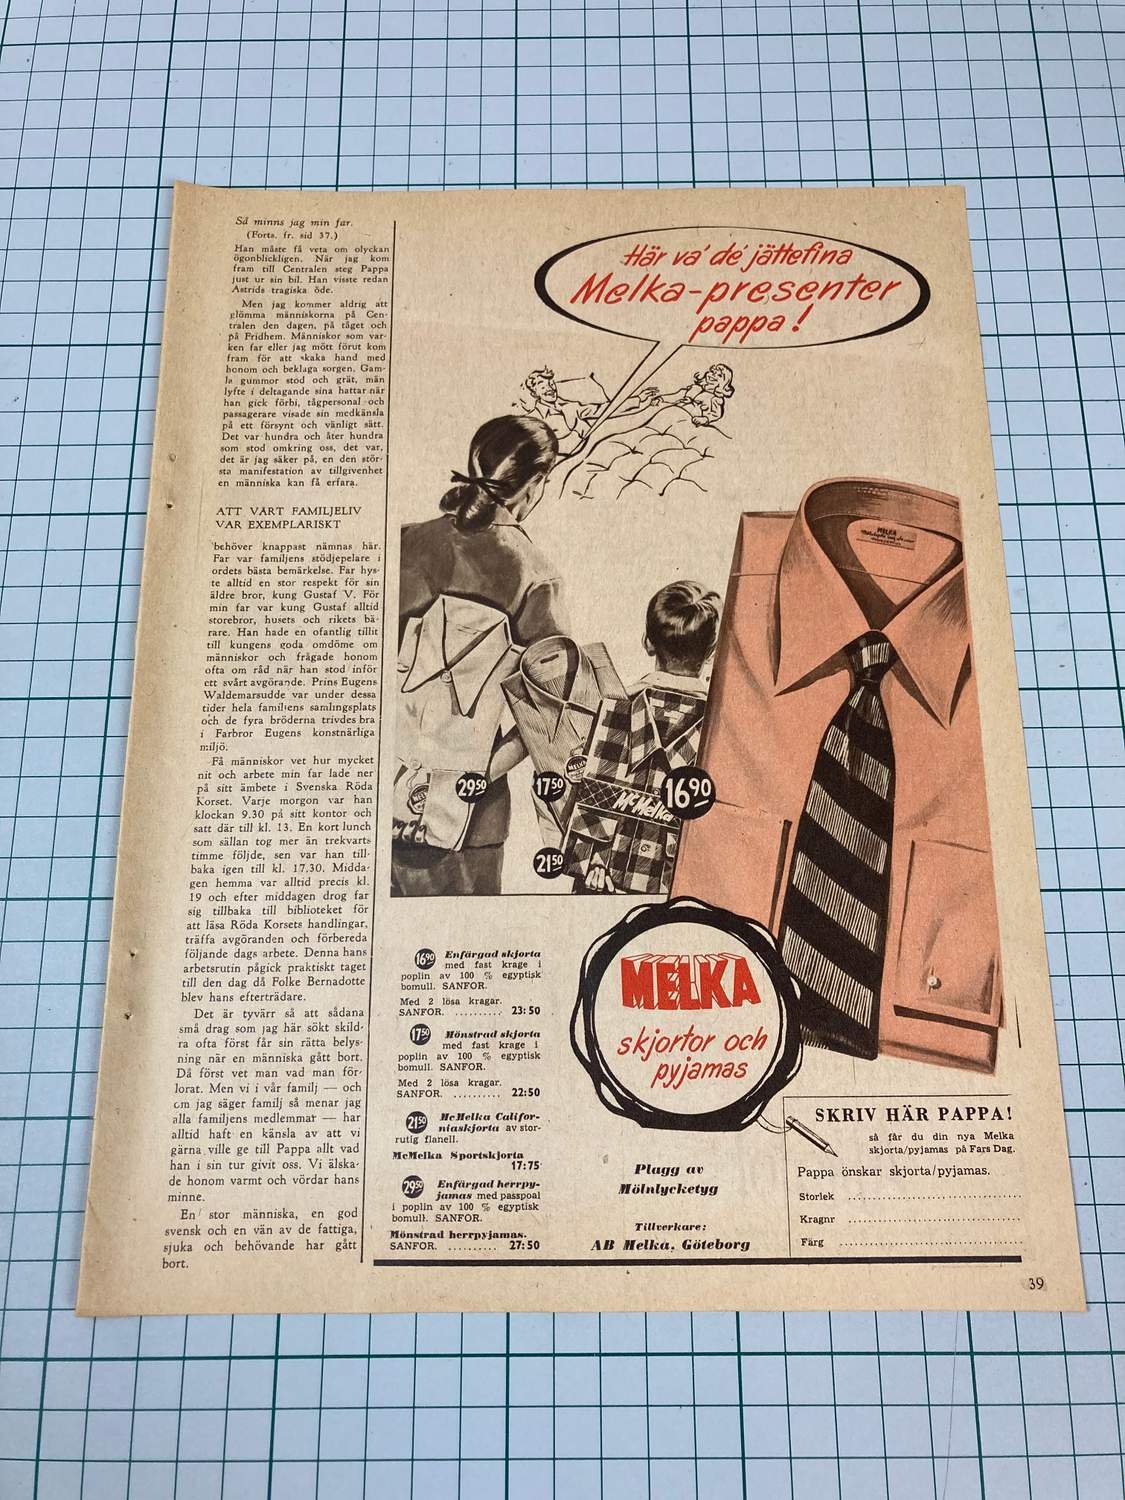 Så minns jag min far.
(Forts. fr. sid 37.)
Han måste få veta om olyckan
ögonblickligen. När jag kom
fram till Centralen steg Pappa
just ur sin bil. Han visste redan
Astrids tragiska öde.
Men jag kommer aldrig att
glömma människorna på Cen-
tralen den dagen, på tåget och
på Fridhem. Människor som var-
ken far eller jag mött förut kom
fram för att skaka hand med
honom och beklaga sorgen. Gam-
la gummor stod och grät, män
lyfte i deltagande sina hattar när
han gick förbi, tågpersonal och
passagerare visade sin medkänsla
på ett försynt och vänligt sätt.
Det var hundra och åter hundra
som stod omkring oss, det var,
det är jag säker på, en den stör-
sta manifestation av tillgivenhet
en människa kan få erfara.
ATT VÅRT FAMILJELIV
VAR EXEMPLARISKT
behöver knappast nämnas här.
Far var familjens stödjepelare i
ordets bästa bemärkelse. Far hys-
te alltid en stor respekt för sin
äldre bror, kung Gustaf V. För
min far var kung Gustaf alltid
storebror, husets och rikets bä-
rare. Han hade en ofantlig tillit
till kungens goda omdöme om
människor och frågade honom
ofta om råd när han stod inför
ett svårt avgörande. Prins Eugens
Waldemarsudde var under dessa
tider hela familjens samlingsplats
och de fyra bröderna trivdes bra
i Farbror Eugens konstnärliga
miljö.
Få människor vet hur mycket
nit och arbete min far lade ner
på sitt ämbete i Svenska Röda
Korset. Varje morgon var han
klockan 9.30 på sitt kontor och
satt där till kl. 13. En kort lunch
som sällan tog mer än trekvarts
timme följde, sen var han till-
baka igen till kl. 17.30. Midda-
gen hemma var alltid precis kl.
19 och efter middagen drog far
sig tillbaka till biblioteket för
att läsa Röda Korsets handlingar,
träffa avgöranden och förbereda
följande dags arbete. Denna hans
arbetsrutin pågick praktiskt taget
till den dag då Folke Bernadotte
blev hans efterträdare.
Det är tyvärr så att sådana
små drag som jag här sökt skild-
ra ofta först får sin rätta belys-
ning när en människa gått bort.
Då först vet man vad man för-
lorat. Men vi i vår familj — och
om jag säger familj så menar jag
alla familjens medlemmar — har
alltid haft en känsla av att vi
gärna ville ge till Pappa allt vad
han i sin tur givit oss. Vi älska-
de honom varmt och vördar hans
minne.
En stor människa, en god
svensk och en vän av de fattiga,
sjuka och behövande har gått
bort.
Här va' de' jättefina
Melka-presenter
pappa!
MELKA
29 50
17 50
MELKA
McMelka
16 90
21 50
MELKA
skjortor och
pyjamas
16 90 Enfärgad skjorta
med fast krage i
poplin av 100 % egyptisk
bomull. SANFOR.
Med 2 lösa kragar.
SANFOR. .......... 23:50
17 50 Mönstrad skjorta
med fast krage i
poplin av 100 % egyptisk
bomull. SANFOR.
Med 2 lösa kragar.
SANFOR. .......... 22:50
21 50 McMelka Califor-
niaskjorta av stor-
rutig flanell.
McMelka Sportskjorta
17:75
29 50 Enfärgad herrpy-
jamas med passpoal
i poplin av 100 % egyptisk
bomull. SANFOR.
Mönstrad herrpyjamas.
SANFOR. .......... 27:50
Plagg av
Mölnlycketyg
Tillverkare:
AB Melka, Göteborg
SKRIV HÄR PAPPA!
så får du din nya Melka
skjorta/pyjamas på Fars Dag.
Pappa önskar skjorta/pyjamas.
Storlek ..............................
Kragnr ..............................
Färg ..............................
39